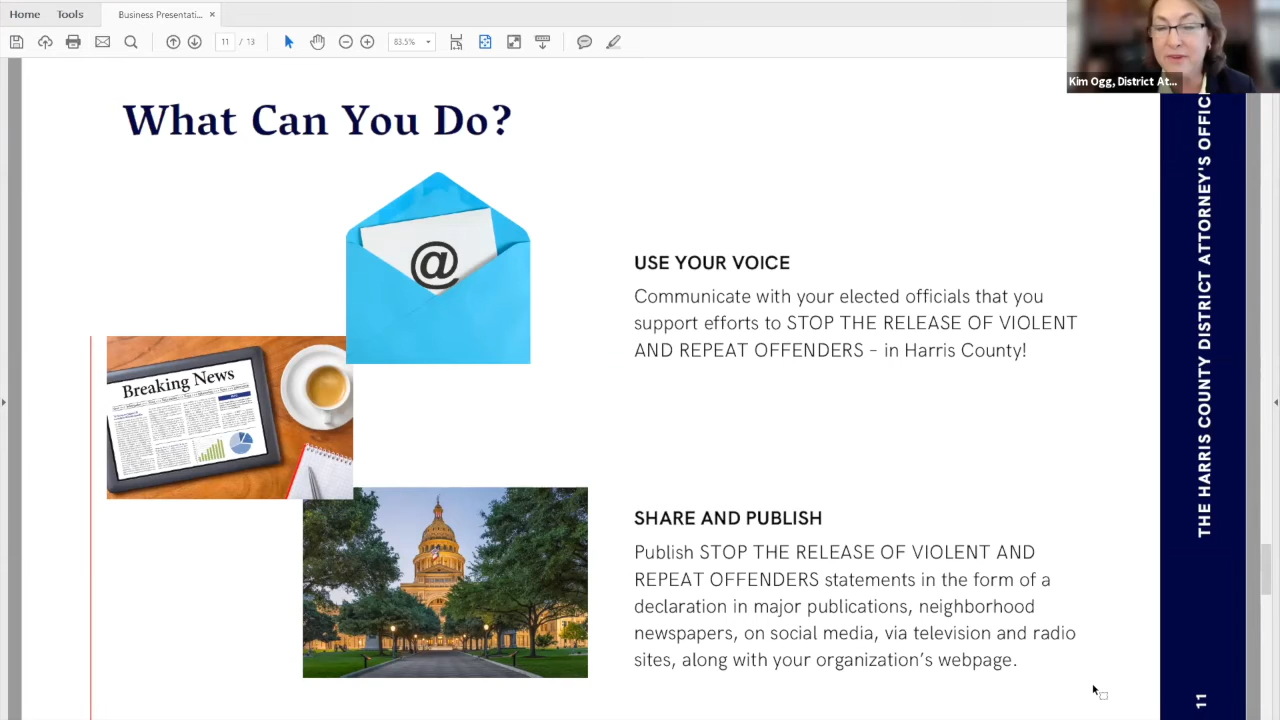 Home Tools Business Presentati... ×
11 / 13 83.5%
Kim Ogg, District At...
What Can You Do?
@
USE YOUR VOICE
Communicate with your elected officials that you
support efforts to STOP THE RELEASE OF VIOLENT
AND REPEAT OFFENDERS – in Harris County!
Breaking News
SHARE AND PUBLISH
Publish STOP THE RELEASE OF VIOLENT AND
REPEAT OFFENDERS statements in the form of a
declaration in major publications, neighborhood
newspapers, on social media, via television and radio
sites, along with your organization's webpage.
THE HARRIS COUNTY DISTRICT ATTORNEY'S OFFIC
11